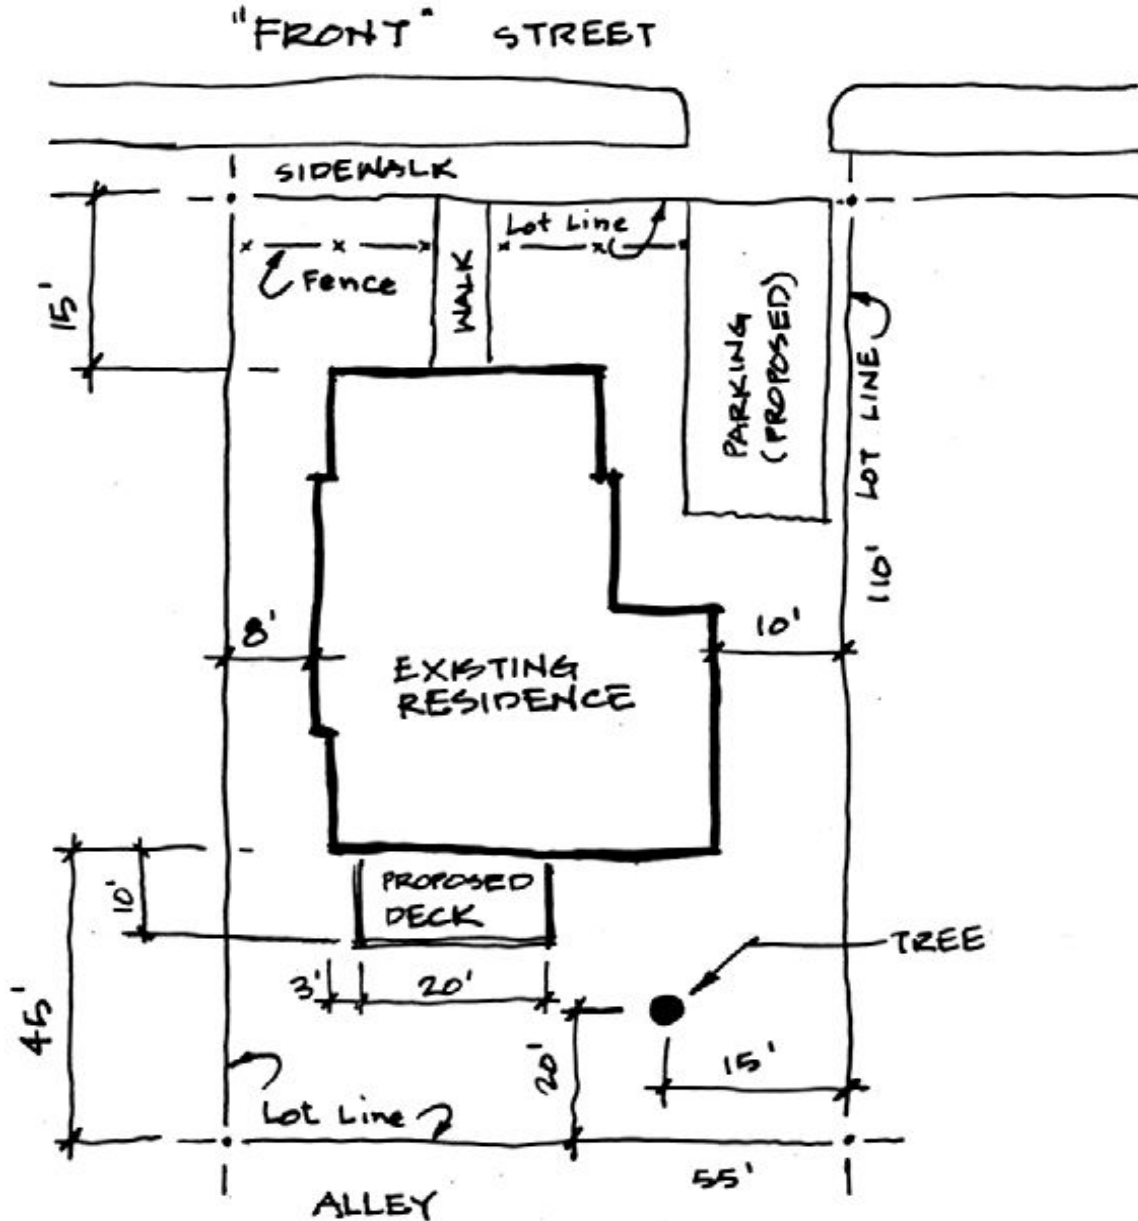 "FRONT" STREET
SIDEWALK
Lot Line
Fence
WALK
15'
PARKING
(PROPOSED)
LOT LINE
110'
8'
10'
EXISTING
RESIDENCE
PROPOSED
DECK
10'
45'
3'
20'
TREE
20'
15'
Lot Line
55'
ALLEY